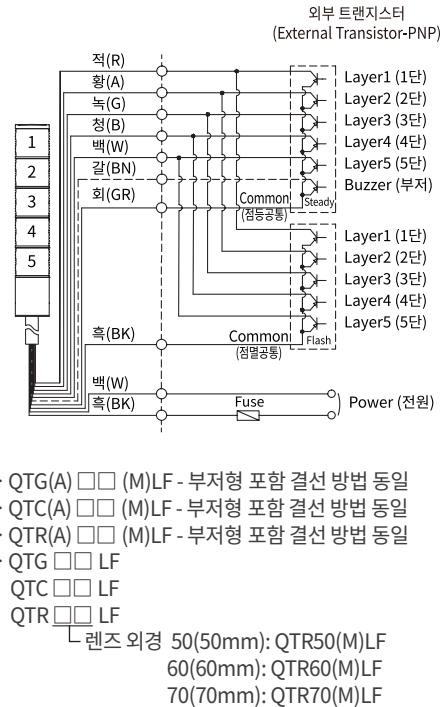 외부 트랜지스터
(External Transistor-PNP)
적(R)
황(A)
녹(G)
청(B)
백(W)
갈(BN)
회(GR)
1
2
3
4
5
Layer1 (1단)
Layer2 (2단)
Layer3 (3단)
Layer4 (4단)
Layer5 (5단)
Buzzer (부저)
Common
(점등공통)
Steady
Layer1 (1단)
Layer2 (2단)
Layer3 (3단)
Layer4 (4단)
Layer5 (5단)
흑(BK)
Common
(점멸공통)
Flash
백(W)
흑(BK)
Fuse
Power (전원)
· QTG(A) □□ (M)LF - 부저형 포함 결선 방법 동일
· QTC(A) □□ (M)LF - 부저형 포함 결선 방법 동일
· QTR(A) □□ (M)LF - 부저형 포함 결선 방법 동일
· QTG □□ LF
QTC □□ LF
QTR □□ LF
렌즈 외경 50(50mm): QTR50(M)LF
60(60mm): QTR60(M)LF
70(70mm): QTR70(M)LF